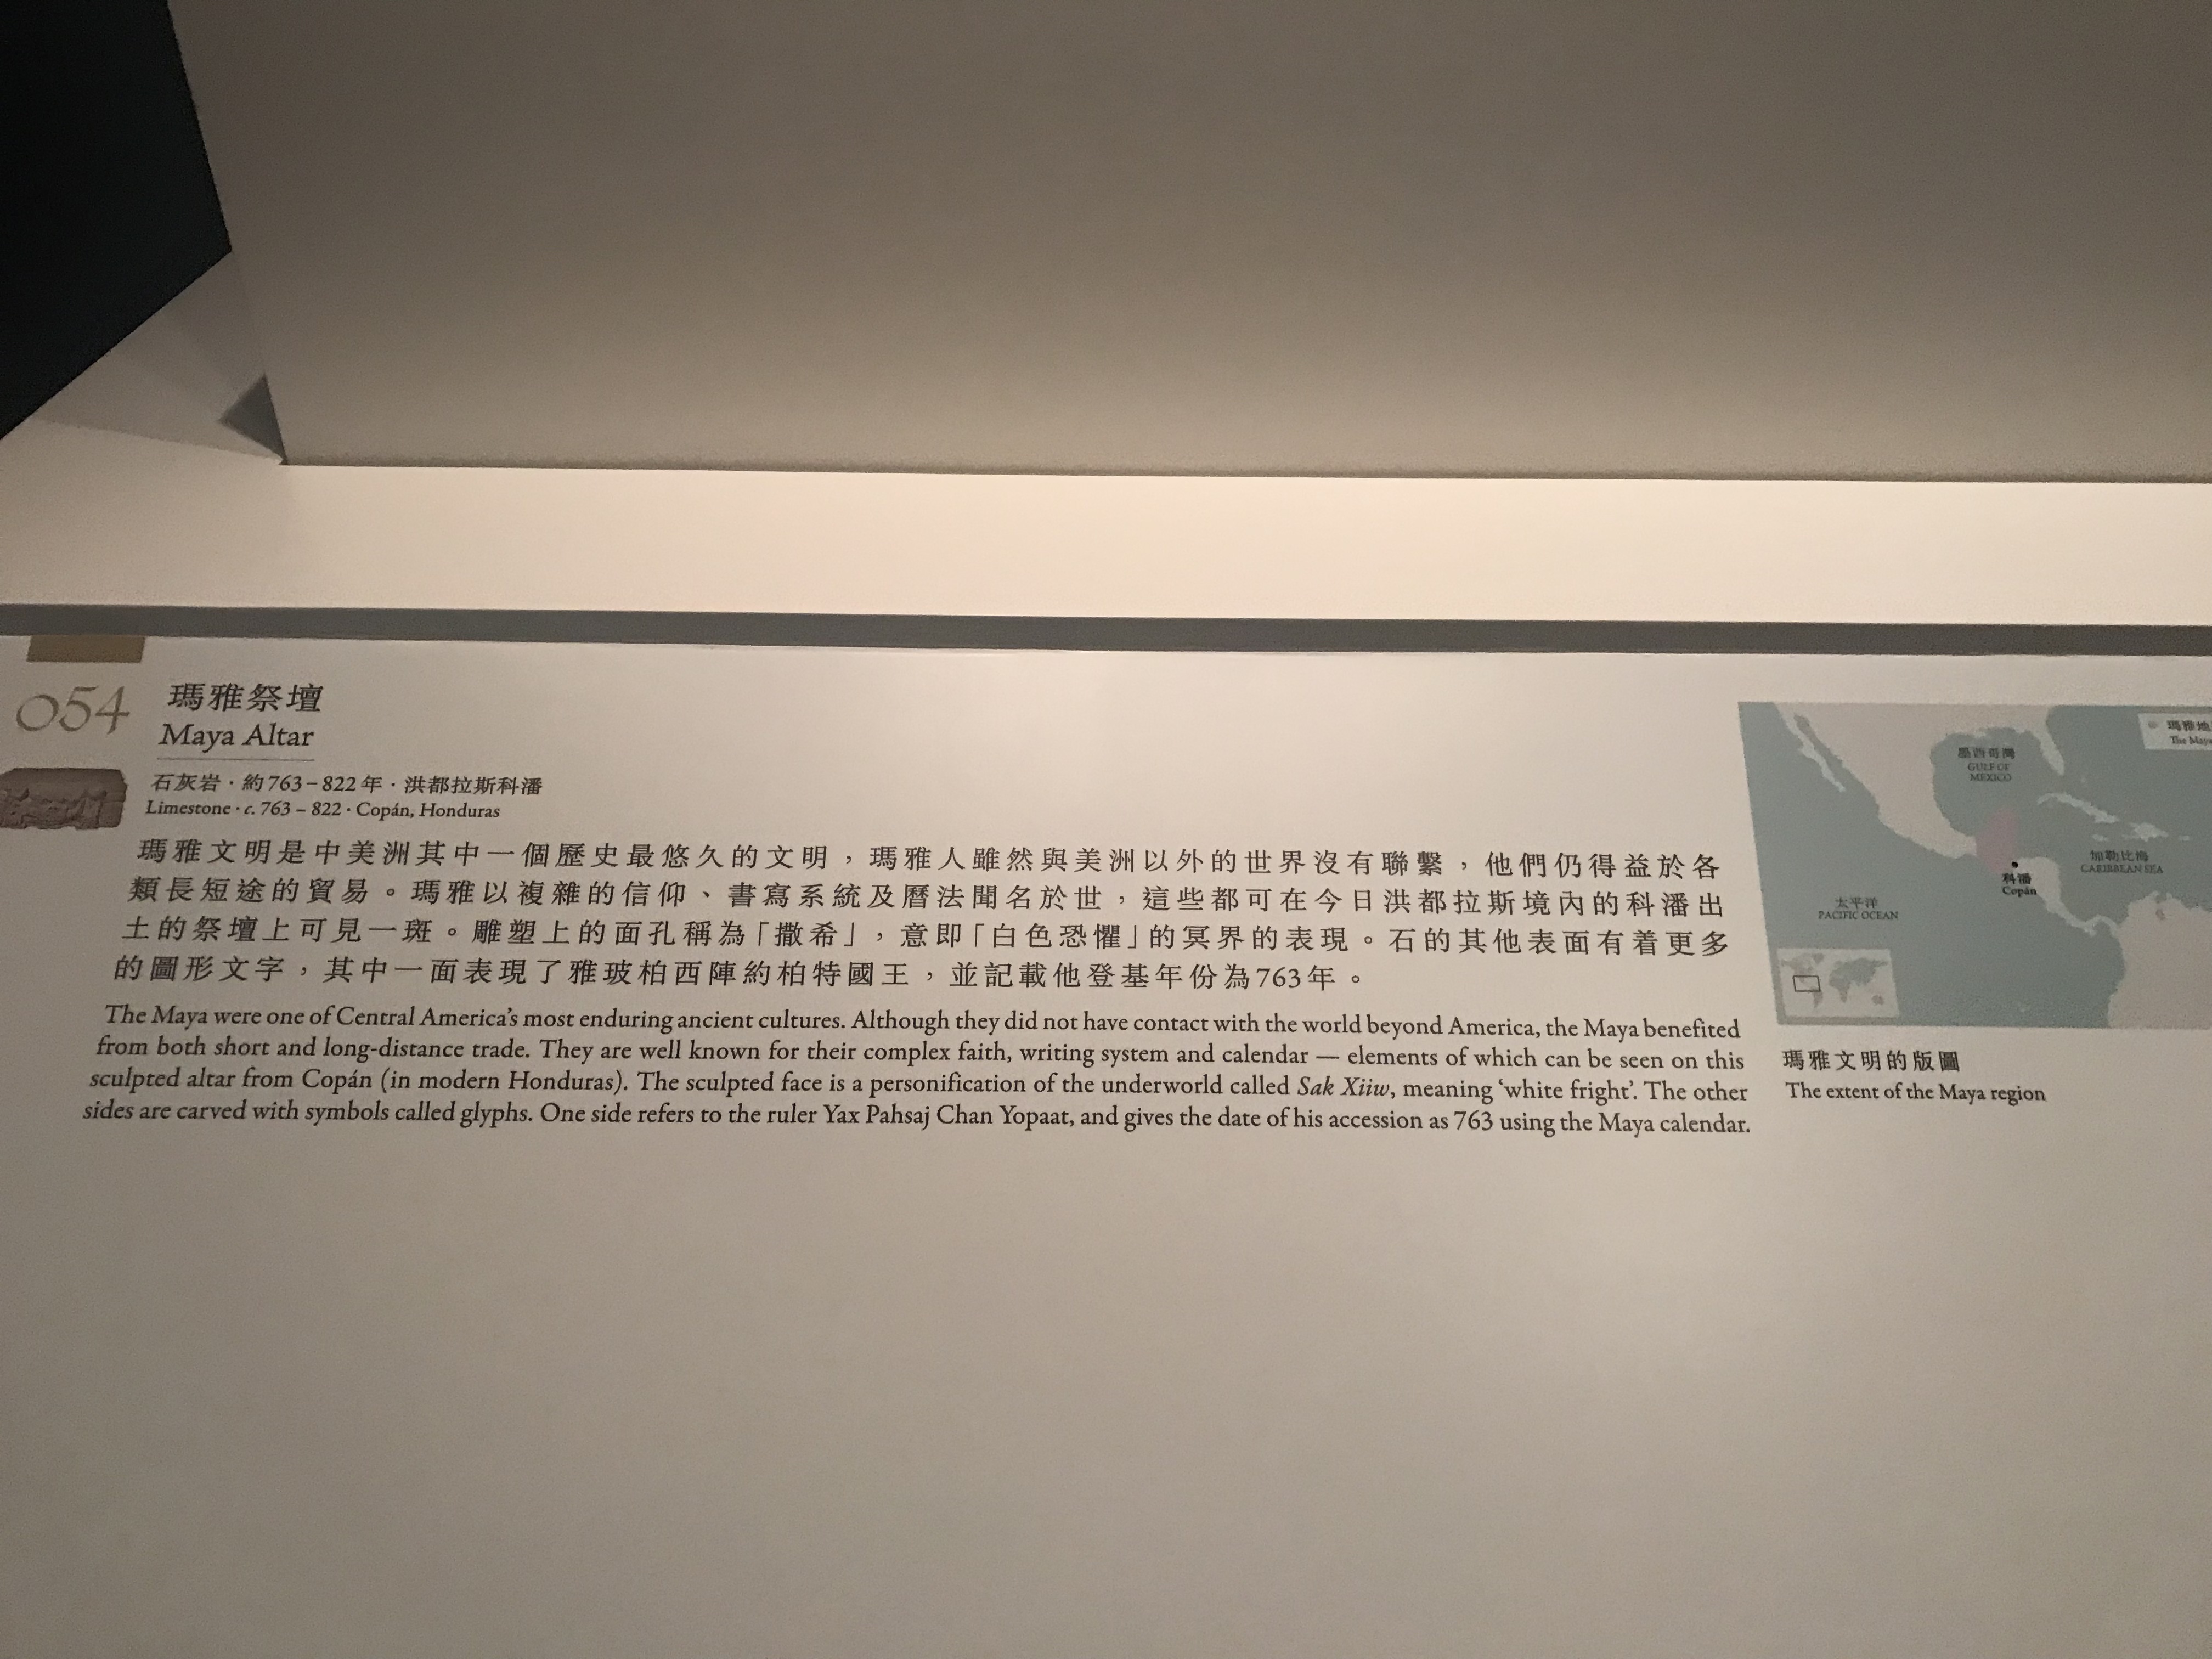 054
瑪雅祭壇
Maya Altar
石灰岩·約763–822年·洪都拉斯科潘
Limestone · c. 763 – 822 · Copán, Honduras
瑪雅文明是中美洲其中一個歷史最悠久的文明，瑪雅人雖然與美洲以外的世界沒有聯繫，他們仍得益於各
類長短途的貿易。瑪雅以複雜的信仰、書寫系統及曆法聞名於世，這些都可在今日洪都拉斯境內的科潘出
土的祭壇上可見一斑。雕塑上的面孔稱為「撒希」，意即「白色恐懼」的冥界的表現。石的其他表面有着更多
的圖形文字，其中一面表現了雅玻柏西陣約柏特國王，並記載他登基年份為763年。
The Maya were one of Central America's most enduring ancient cultures. Although they did not have contact with the world beyond America, the Maya benefited
from both short and long-distance trade. They are well known for their complex faith, writing system and calendar — elements of which can be seen on this
sculpted altar from Copán (in modern Honduras). The sculpted face is a personification of the underworld called Sak Xiiw, meaning ‘white fright’. The other
sides are carved with symbols called glyphs. One side refers to the ruler Yax Pahsaj Chan Yopaat, and gives the date of his accession as 763 using the Maya calendar.
瑪雅地
The Maya
墨西哥灣
GULF OF
MEXICO
加勒比海
CARIBBEAN SEA
科潘
Copán
太平洋
PACIFIC OCEAN
瑪雅文明的版圖
The extent of the Maya region